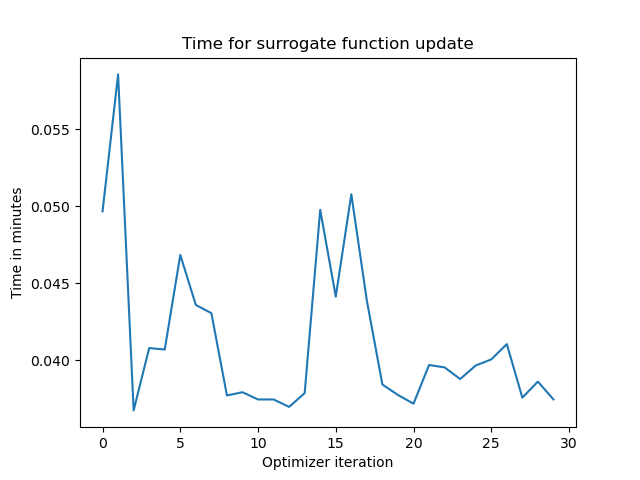 Time for surrogate function update
0.055
0.050
0.045
0.040
Time in minutes
0 5 10 15 20 25 30
Optimizer iteration